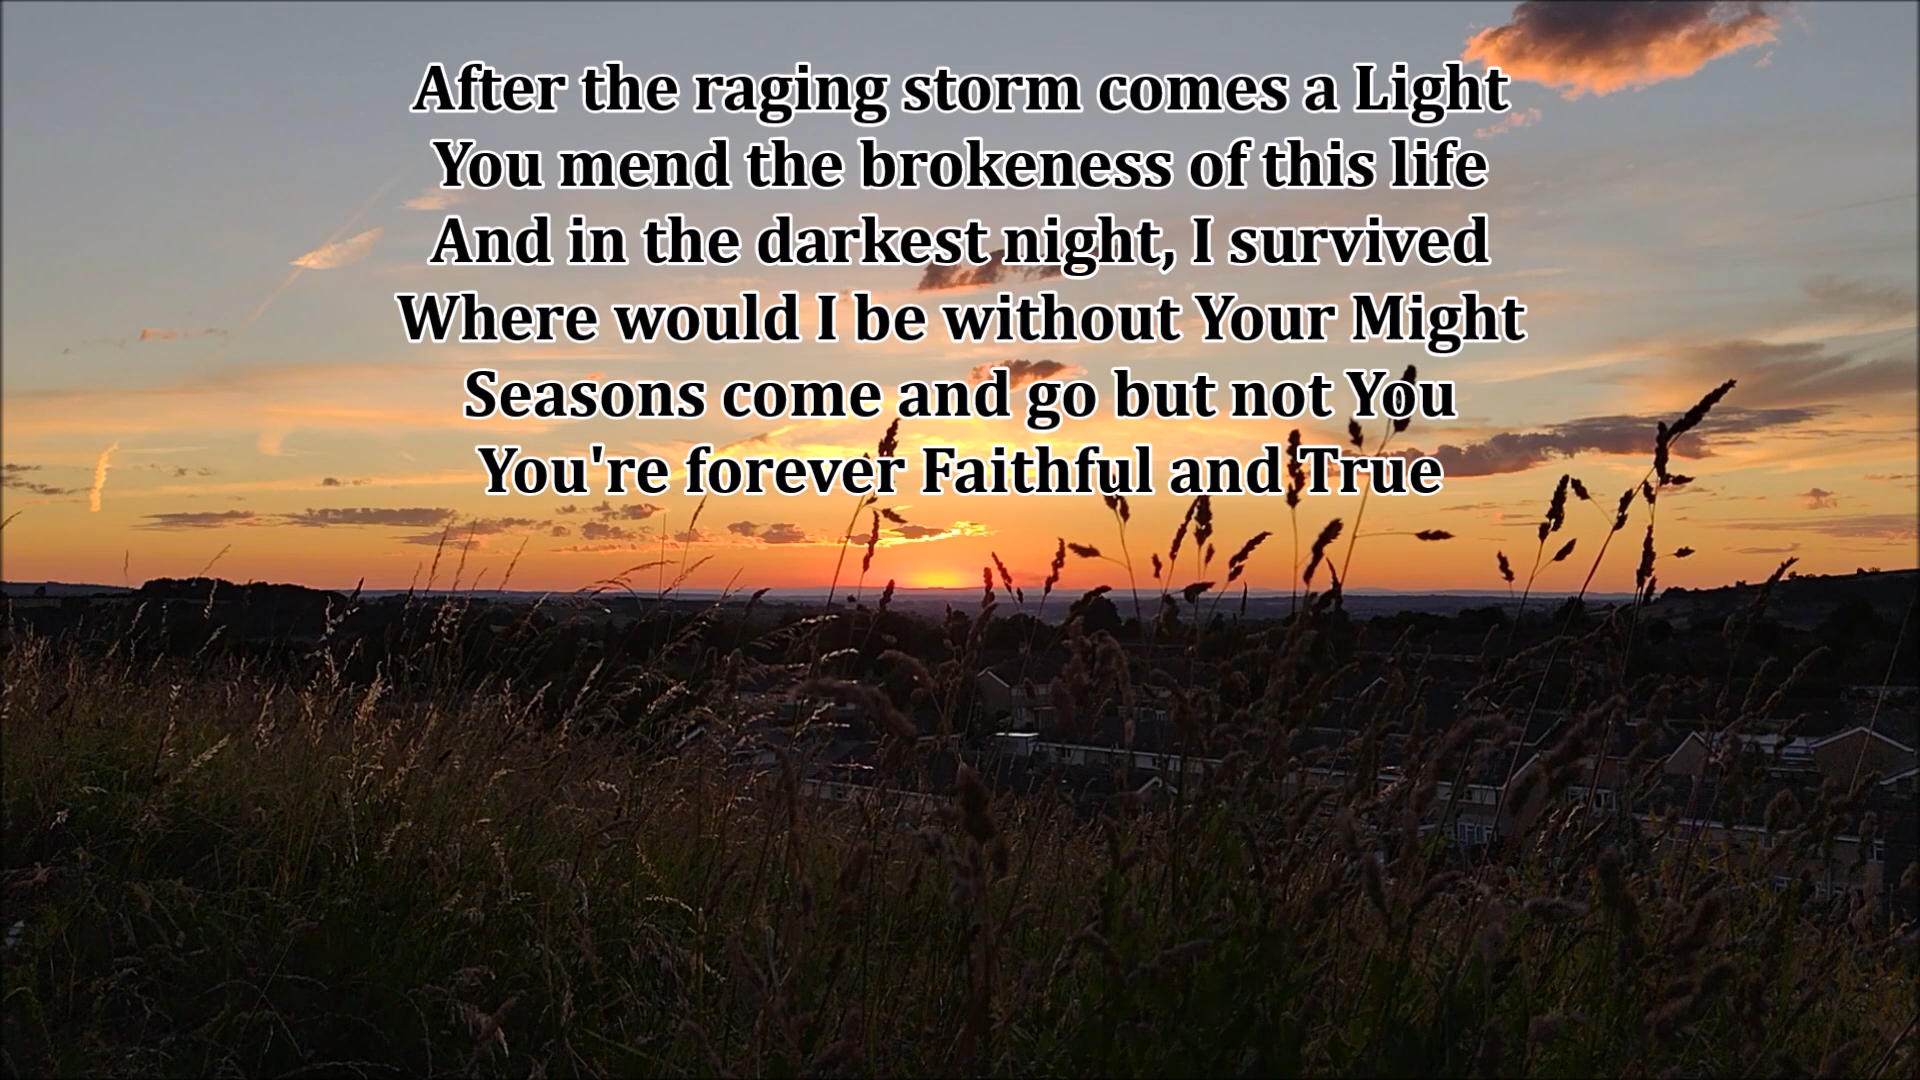 After the raging storm comes a Light
You mend the brokeness of this life
And in the darkest night, I survived
Where would I be without Your Might
Seasons come and go but not You
You're forever Faithful and True